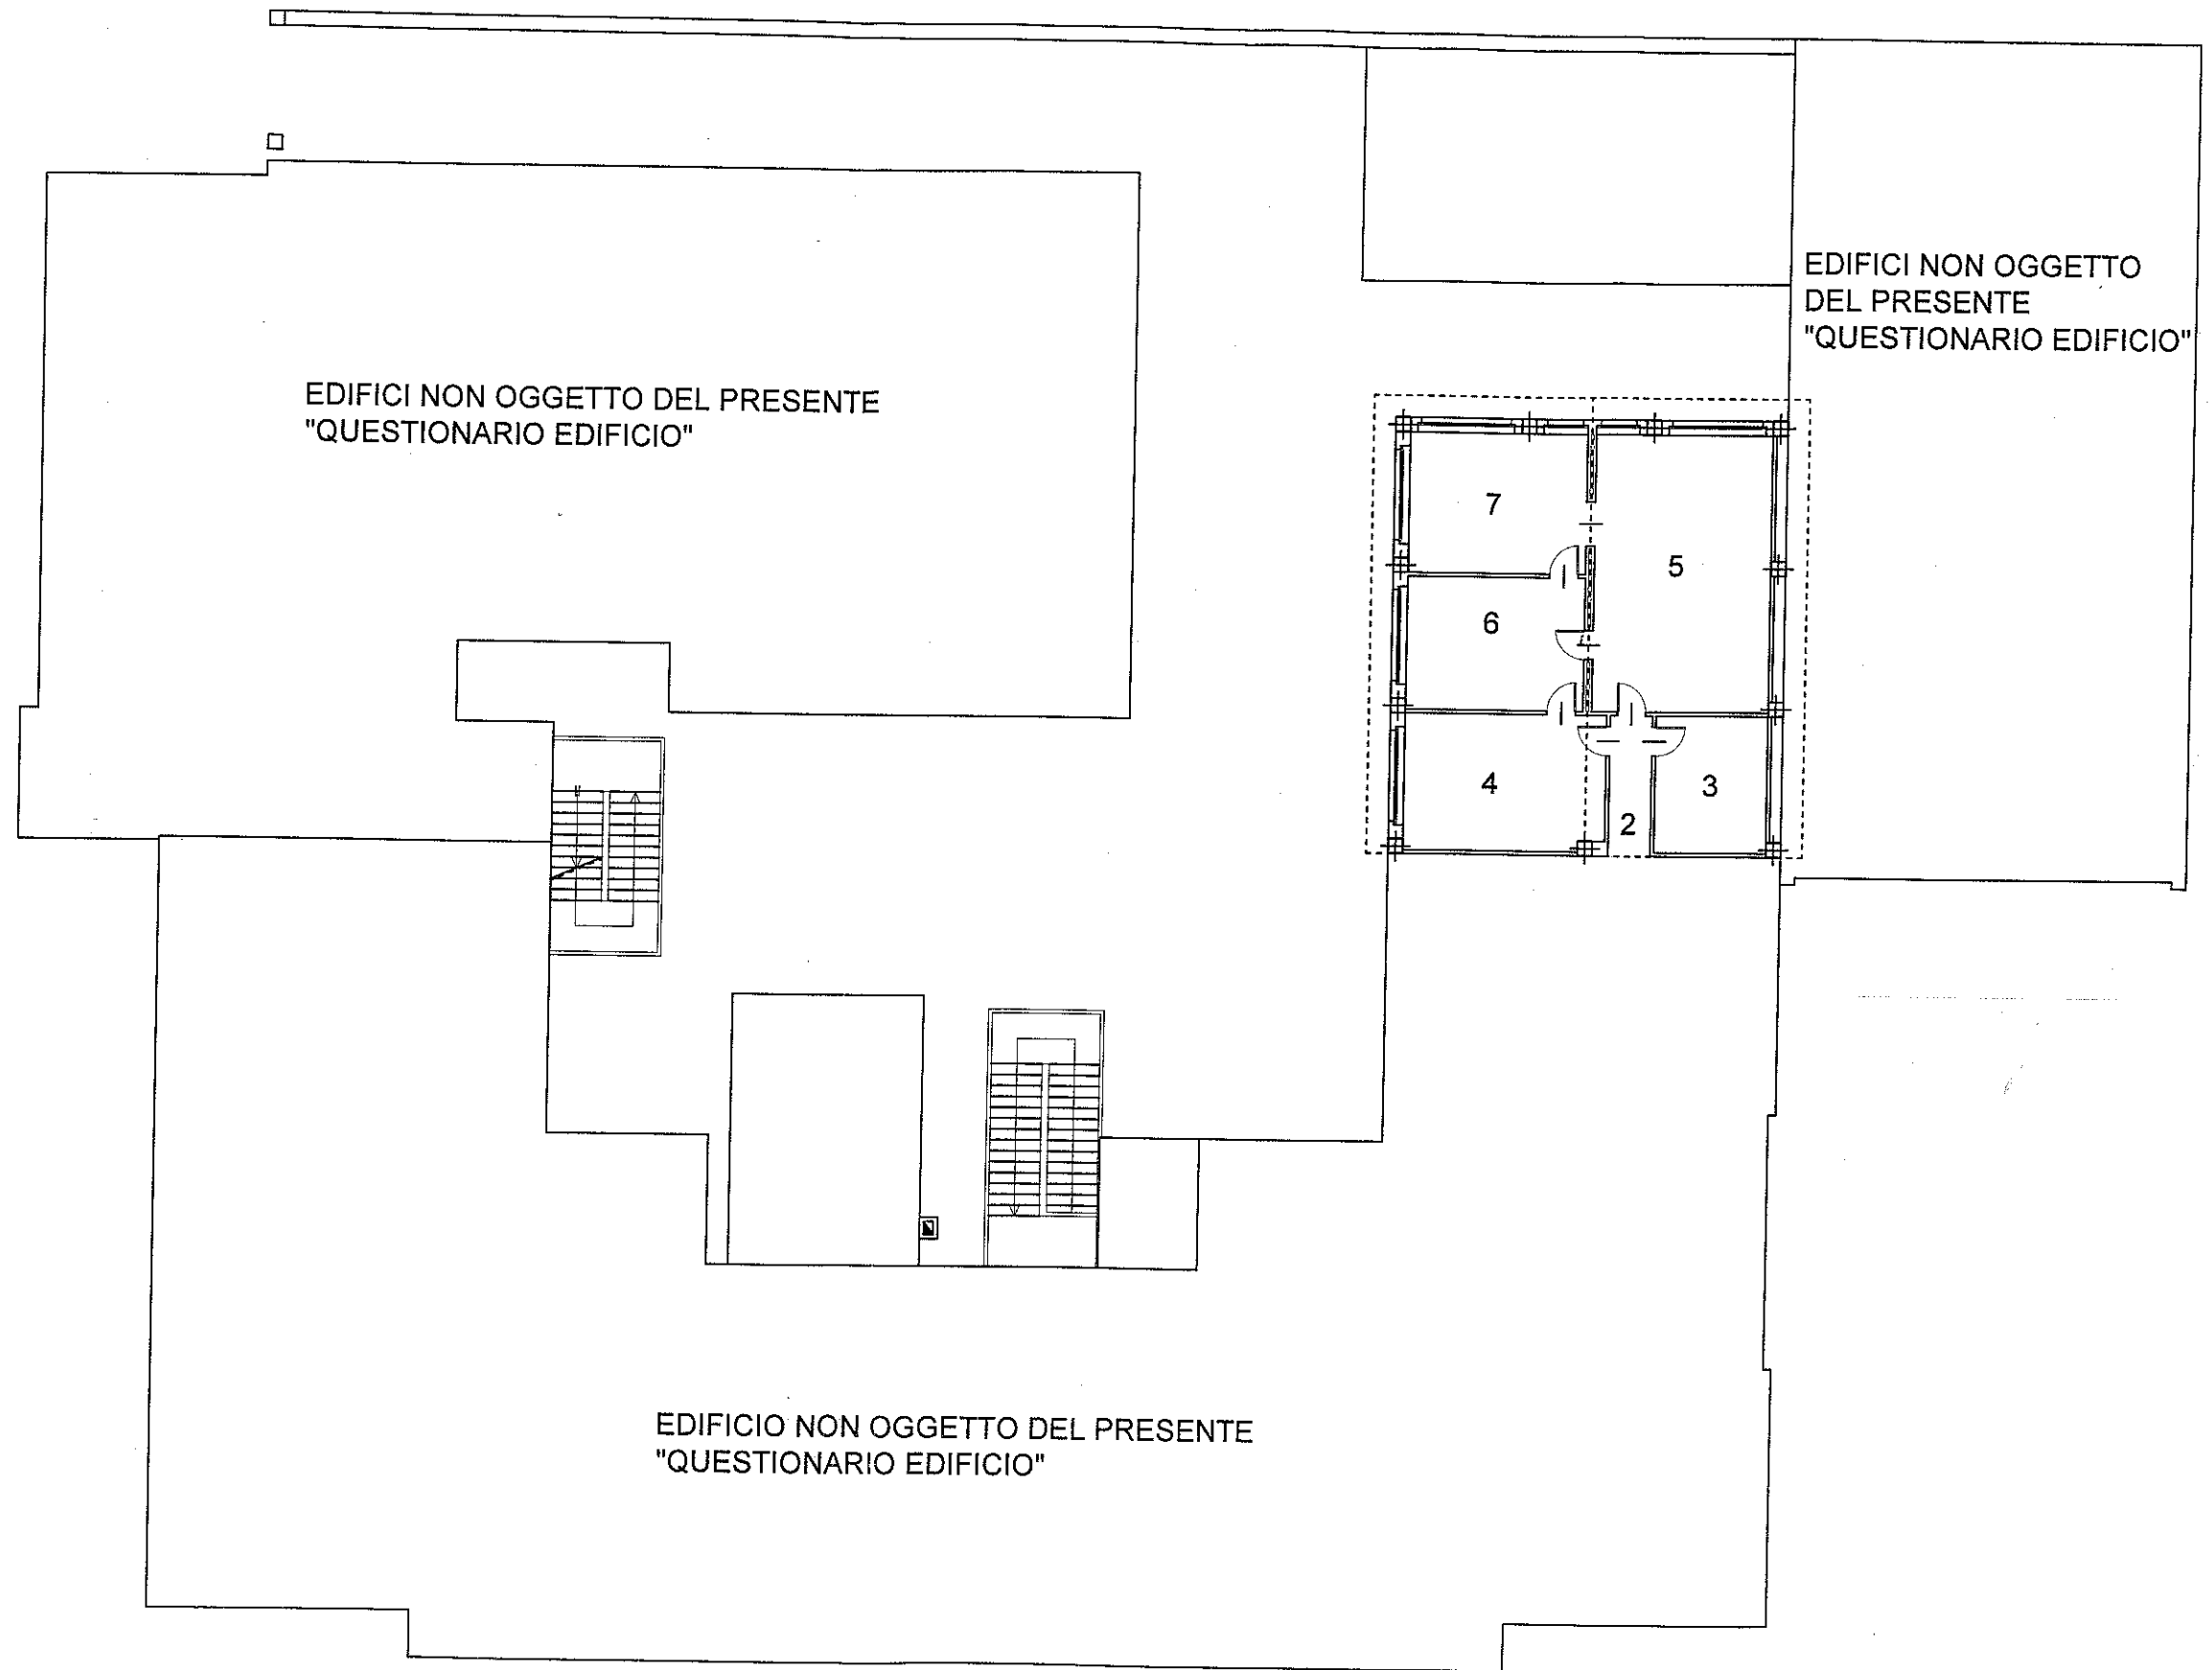 EDIFICI NON OGGETTO
DEL PRESENTE
"QUESTIONARIO EDIFICIO"
EDIFICI NON OGGETTO DEL PRESENTE
"QUESTIONARIO EDIFICIO"
7
5
6
4
3
2
EDIFICIO NON OGGETTO DEL PRESENTE
"QUESTIONARIO EDIFICIO"